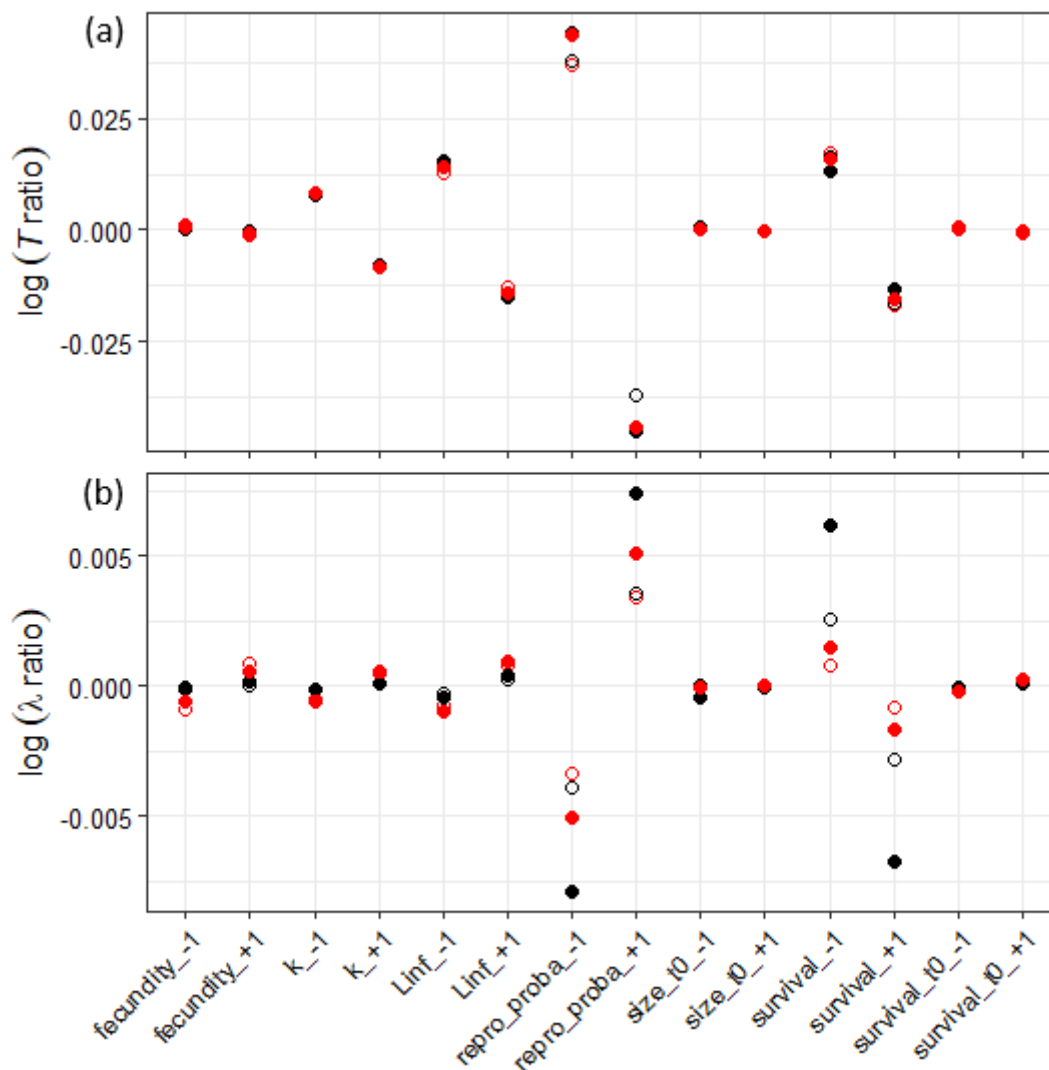 (a)
log (T ratio)
0.025
0.000
-0.025
(b)
log (λ ratio)
0.005
0.000
-0.005
fecundity_-1
fecundity_+1
k_-1
k_+1
Linf_-1
Linf_+1
repro_proba_-1
repro_proba_+1
size_t0_-1
size_t0_+1
survival_-1
survival_+1
survival_t0_-1
survival_t0_+1